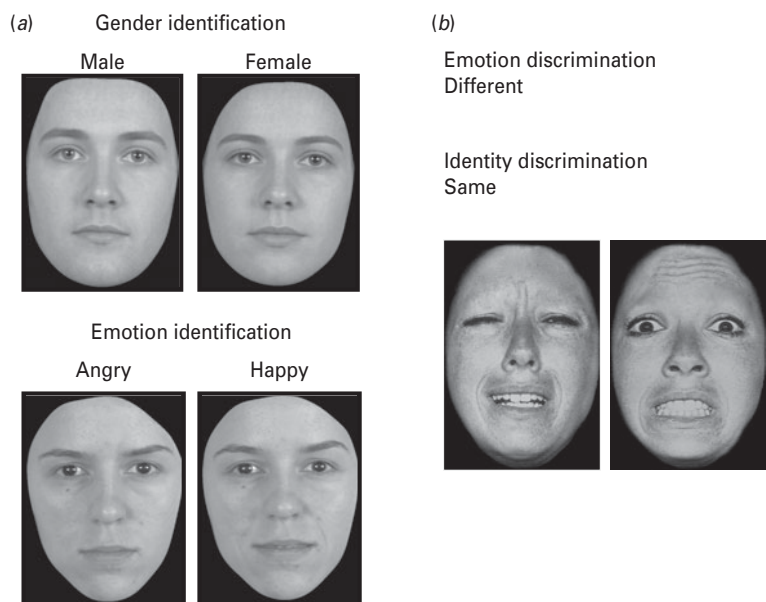 (a) Gender identification
Male Female
Emotion identification
Angry Happy
(b)
Emotion discrimination
Different
Identity discrimination
Same